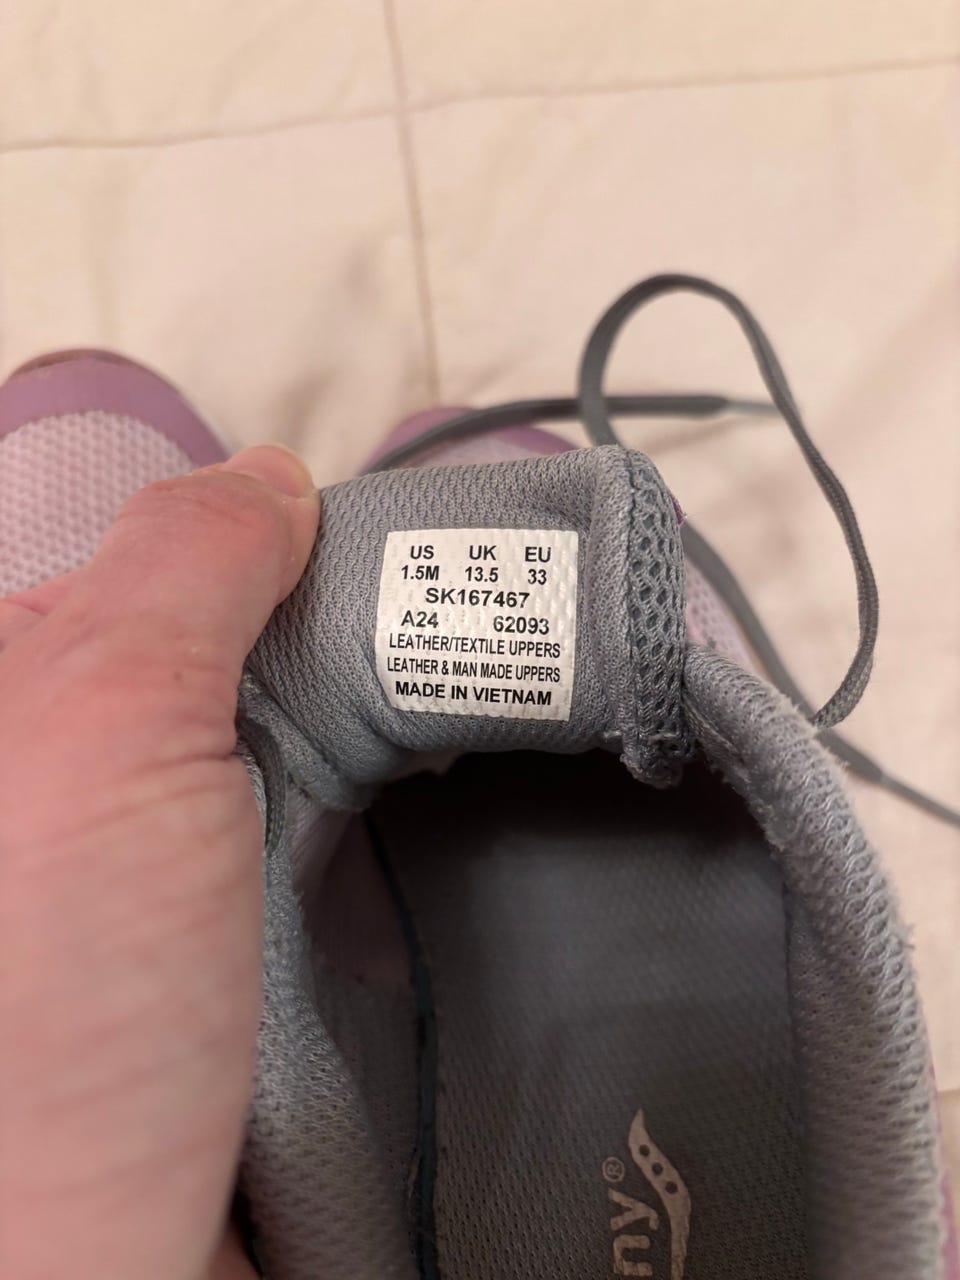 US UK EU
1.5M 13.5 33
SK167467
A24 62093
LEATHER/TEXTILE UPPERS
LEATHER & MAN MADE UPPERS
MADE IN VIETNAM
ny®